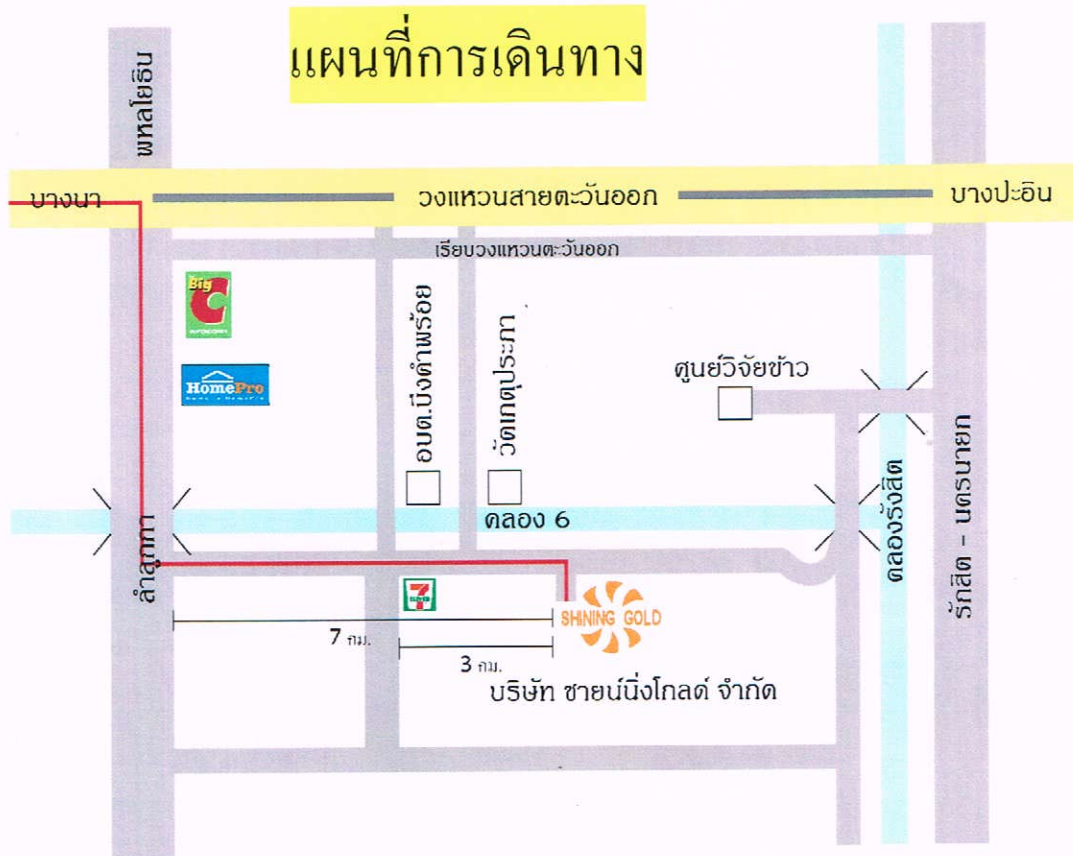 แผนที่การเดินทาง
พหลโยธิน
บางนา
วงแหวนสายตะวันออก
บางปะอิน
เรียบวงแหวนตะวันออก
Big
C
HomePro
อบต.บึงคำพร้อย
วัดเกตุประภา
ศูนย์วิจัยข้าว
คลอง 6
ลำลูกกา
คลองรังสิต
รังสิต - นครนายก
7
ELEVEN
SHINING GOLD
7 กม.
3 กม.
บริษัท ชายน์นิ่งโกลด์ จำกัด